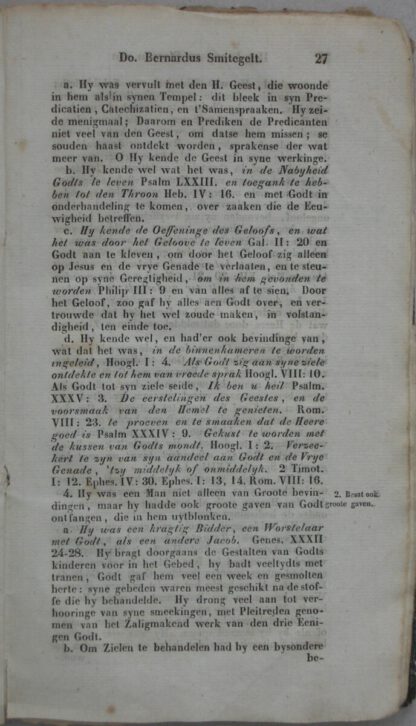 Do. Bernardus Smitegelt. 27
a. Hy was vervult met den H. Geest, die woonde
in hem als in synen Tempel: dit bleek in syn Pre-
dicatien, Catechizatien, en t'Samenspraaken. Hy zei-
de menigmaal; Daarom en Prediken de Predicanten
niet veel van den Geest, om datse hem missen; se
souden haast ontdekt worden, sprakense der wat
meer van. O Hy kende de Geest in syne werkinge.
b. Hy kende wel wat het was, in de Nabyheid
Godts te leven Psalm LXXIII. en toegank te heb-
ben tot den Throon Heb. IV: 16. en met Godt in
onderhandeling te komen, over zaaken die de Eeu-
wigheid betreffen.
c. Hy kende de Oeffeninge des Geloofs, en wat
het was door het Geloove te leven Gal. II: 20 en
Godt aan te kleven, om door het Geloof zig alleen
op Jesus en de vrye Genade te verlaaten, en te steu-
nen op syne Geregtigheid, om in hem gevonden te
worden Philip III: 9 en van alles af te sien. Door
het Geloof, zoo gaf hy alles aen Godt over, en ver-
trouwde dat hy het wel zoude maken, in volstan-
digheid, ten einde toe.
d. Hy kende wel, en had'er ook bevindinge van,
wat dat het was, in de binnenkameren te worden
ingeleid, Hoogl. I: 4. Als Godt zig aan syne ziele
ontdekte en tot hem van vrede sprak Hoogl. VIII: 10.
Als Godt tot syn ziele seide, Ik ben u heil Psalm.
XXXV: 3. De eerstelingen des Geestes, en de
voorsmaak van den Hemel te genieten. Rom.
VIII: 23. te proeven en te smaaken dat de Heere
goed is Psalm XXXIV: 9. Gekust te worden met
de kussen van Godts mondt, Hoogl. I: 2. Verzee-
kert te zyn van syn aandeel aan Godt en de Vrye
Genade, 'tzy middelyk of onmiddelyk. 2 Timot.
I: 12. Ephes. IV: 30. Ephes. I: 13, 14. Rom. VIII: 16.
4. Hy was een Man niet alleen van Groote bevin-
dingen, maar hy hadde ook groote gaven van Godt
ontfangen, die in hem uytblonken.
2. Bezat ook
groote gaven.
a. Hy was een kragtig Bidder, een Worstelaar
met Godt, als een andere Jacob. Genes. XXXII
24-28. Hy bragt doorgaans de Gestalten van Godts
kinderen voor in het Gebed, hy badt veeltydts met
tranen, Godt gaf hem veel een week en gesmolten
herte: syne gebeden waren meest geschikt na de stof-
fe die hy behandelde. Hy drong veel aan tot ver-
hooringe van syne smeekingen, met Pleitreden geno-
men van het Zaligmakend werk van den drie Eeni-
gen Godt.
b. Om Zielen te behandelen had hy een bysondere
be-